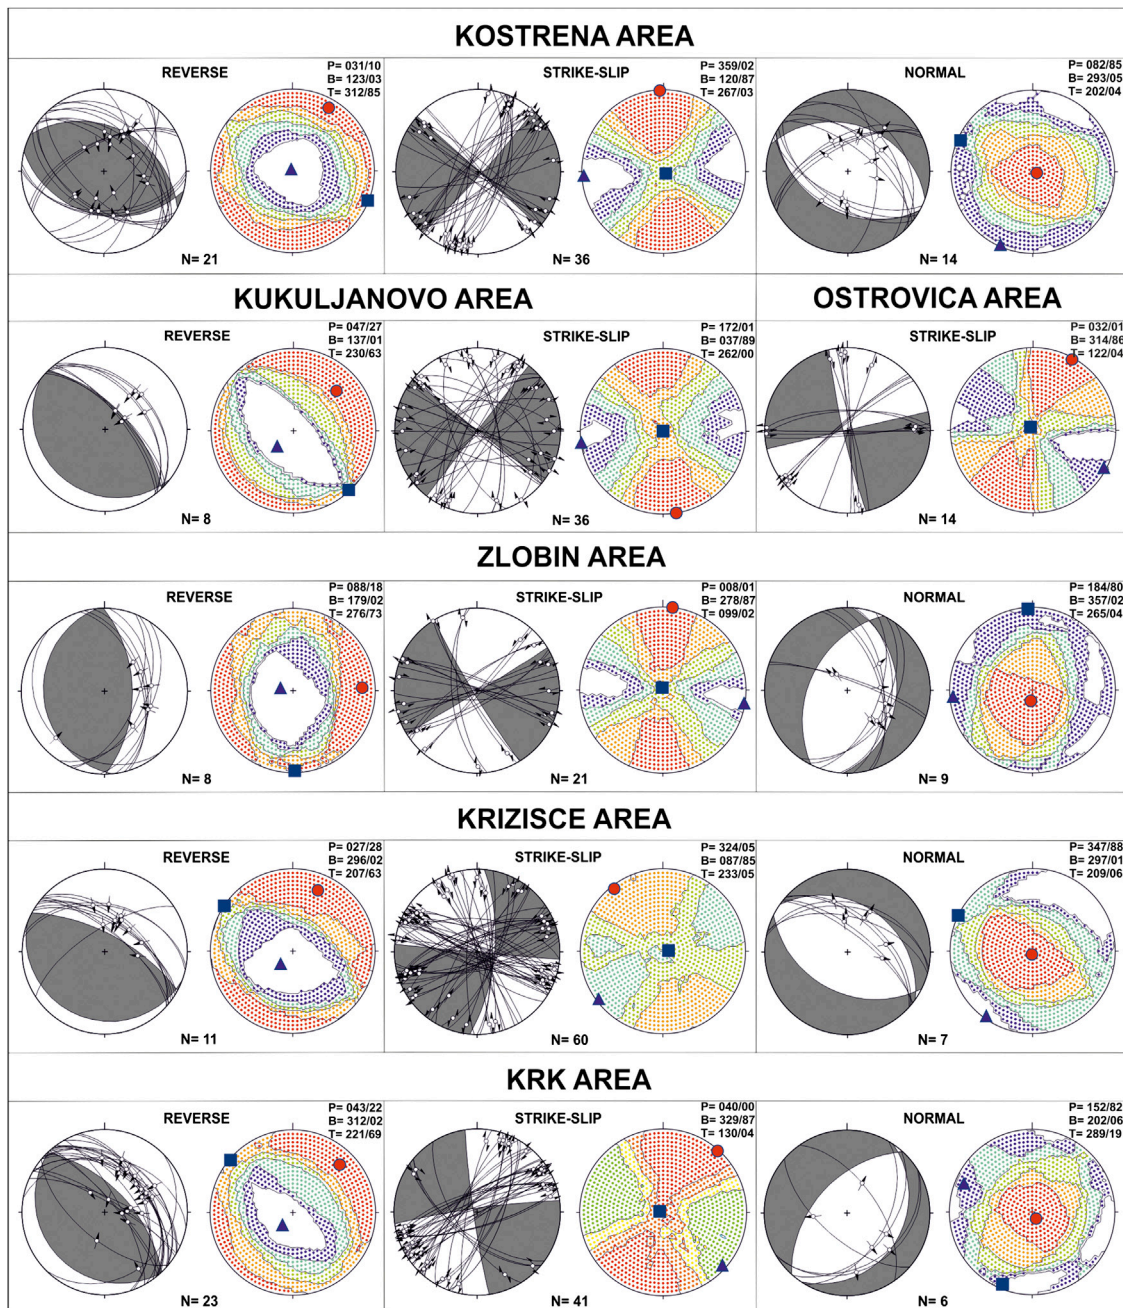 KOSTRENA AREA
REVERSE
P= 031/10
B= 123/03
T= 312/85
N= 21
STRIKE-SLIP
P= 359/02
B= 120/87
T= 267/03
N= 36
NORMAL
P= 082/85
B= 293/05
T= 202/04
N= 14
KUKULJANOVO AREA
REVERSE
P= 047/27
B= 137/01
T= 230/63
N= 8
STRIKE-SLIP
P= 172/01
B= 037/89
T= 262/00
N= 36
OSTROVICA AREA
STRIKE-SLIP
P= 032/01
B= 314/86
T= 122/04
N= 14
ZLOBIN AREA
REVERSE
P= 088/18
B= 179/02
T= 276/73
N= 8
STRIKE-SLIP
P= 008/01
B= 278/87
T= 099/02
N= 21
NORMAL
P= 184/80
B= 357/02
T= 265/04
N= 9
KRIZISCE AREA
REVERSE
P= 027/28
B= 296/02
T= 207/63
N= 11
STRIKE-SLIP
P= 324/05
B= 087/85
T= 233/05
N= 60
NORMAL
P= 347/88
B= 297/01
T= 209/06
N= 7
KRK AREA
REVERSE
P= 043/22
B= 312/02
T= 221/69
N= 23
STRIKE-SLIP
P= 040/00
B= 329/87
T= 130/04
N= 41
NORMAL
P= 152/82
B= 202/06
T= 289/19
N= 6